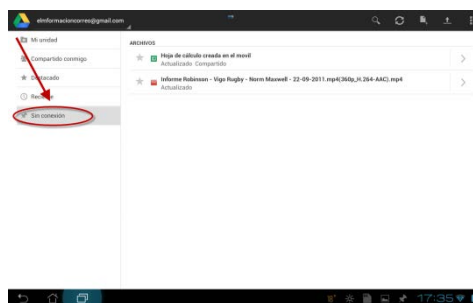 elinformacioncorreo@gmail.com
Mi unidad
Compartido conmigo
Destacado
Reciente
Sin conexión
ARCHIVOS
Hoja de cálculo creada en el movil
Actualizado Compartido
Informe Robinson - Vigo Rugby - Norm Maxwell - 22-09-2011.mp4(360p_H.264-AAC).mp4
Actualizado
17:35